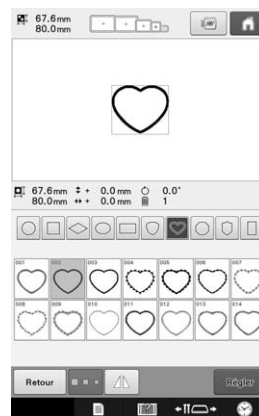 67.6mm
80.0mm
67.6mm + 0.0mm 0.0°
80.0mm + 0.0mm 1
001 002 003 004 005 006 007
008 009 010 011 012 013 014
Retour Régler